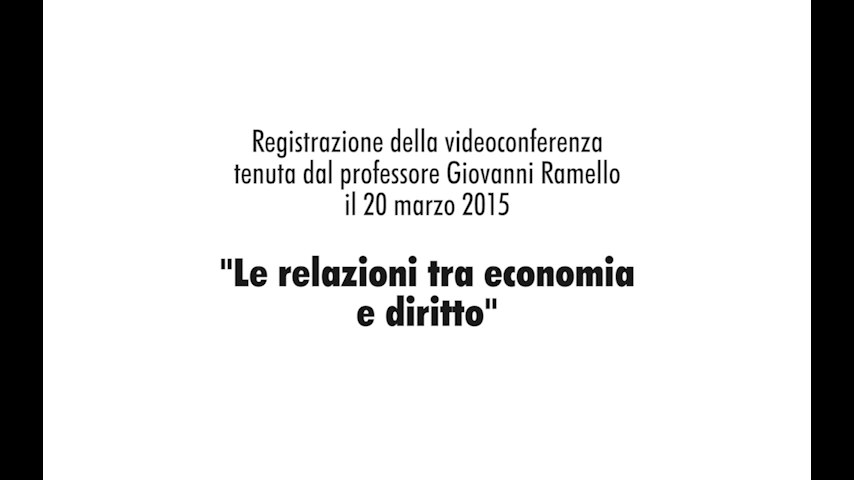 Registrazione della videoconferenza
tenuta dal professore Giovanni Ramello
il 20 marzo 2015
"Le relazioni tra economia
e diritto"